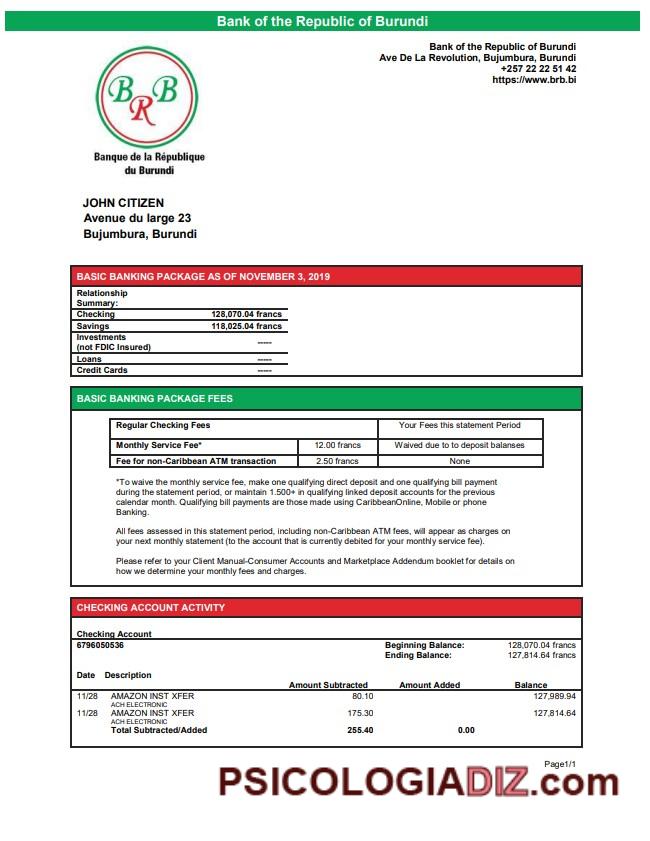 Bank of the Republic of Burundi
Bank of the Republic of Burundi
Ave De La Revolution, Bujumbura, Burundi
+257 22 22 51 42
https://www.brb.bi
BRB
Banque de la République
du Burundi
JOHN CITIZEN
Avenue du large 23
Bujumbura, Burundi
BASIC BANKING PACKAGE AS OF NOVEMBER 3, 2019
Relationship
Summary:
Checking 128,070.04 francs
Savings 118,025.04 francs
Investments
(not FDIC Insured) -----
Loans -----
Credit Cards -----
BASIC BANKING PACKAGE FEES
Regular Checking Fees Your Fees this statement Period
Monthly Service Fee* 12.00 francs Waived due to to deposit balanses
Fee for non-Caribbean ATM transaction 2.50 francs None
*To waive the monthly service fee, make one qualifying direct deposit and one qualifying bill payment
during the statement period, or maintain 1.500+ in qualifying linked deposit accounts for the previous
calendar month. Qualifying bill payments are those made using CaribbeanOnline, Mobile or phone
Banking.
All fees assessed in this statement period, including non-Caribbean ATM fees, will appear as charges on
your next monthly statement (to the account that is currently debited for your monthly service fee).
Please refer to your Client Manual-Consumer Accounts and Marketplace Addendum booklet for details on
how we determine your monthly fees and charges.
CHECKING ACCOUNT ACTIVITY
Checking Account
6796050536 Beginning Balance: 128,070.04 francs
Ending Balance: 127,814.64 francs
Date Description Amount Subtracted Amount Added Balance
11/28 AMAZON INST XFER 80.10 127,989.94
ACH ELECTRONIC
11/28 AMAZON INST XFER 175.30 127,814.64
ACH ELECTRONIC
Total Subtracted/Added 255.40 0.00
Page1/1
PSICOLOGIADIZ.com